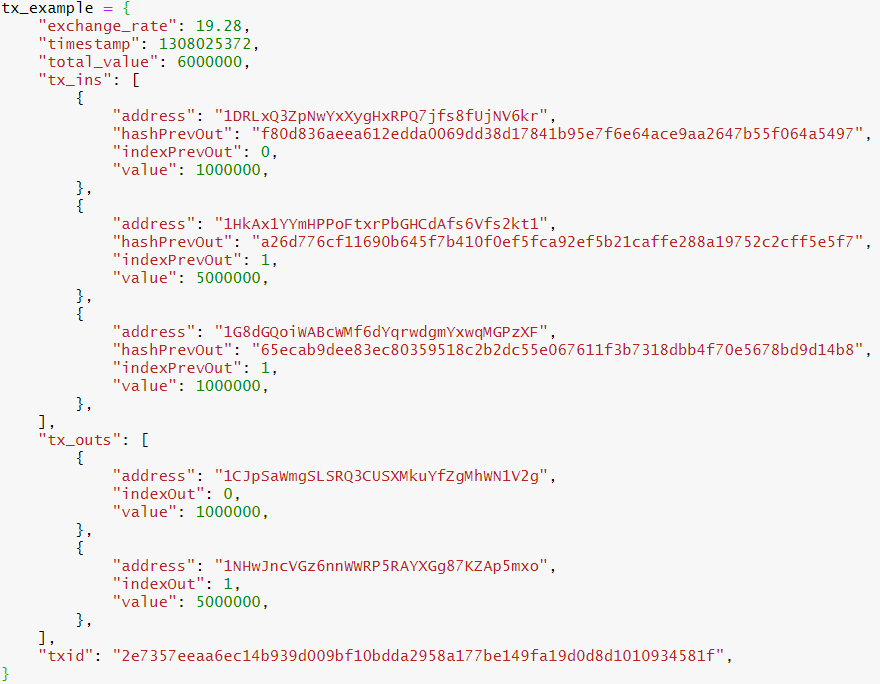 tx_example = {
    "exchange_rate": 19.28,
    "timestamp": 1308025372,
    "total_value": 6000000,
    "tx_ins": [
        {
            "address": "1DRLxQ3ZpNwYxXygHxRPQ7jfs8fUjNV6kr",
            "hashPrevOut": "f80d836aeea612edda0069dd38d17841b95e7f6e64ace9aa2647b55f064a5497",
            "indexPrevOut": 0,
            "value": 1000000,
        },
        {
            "address": "1HkAx1YYmHPPoFtxrPbGHCdAfs6Vfs2kt1",
            "hashPrevOut": "a26d776cf11690b645f7b410f0ef5fca92ef5b21caffe288a19752c2cff5e5f7",
            "indexPrevOut": 1,
            "value": 5000000,
        },
        {
            "address": "1G8dGQoiWABcWMf6dYqrwdgmYxwqMGPzXF",
            "hashPrevOut": "65ecab9dee83ec80359518c2b2dc55e067611f3b7318dbb4f70e5678bd9d14b8",
            "indexPrevOut": 1,
            "value": 1000000,
        },
    ],
    "tx_outs": [
        {
            "address": "1CJpSaWmgSLSRQ3CUSXMkuYfZgMhWN1V2g",
            "indexOut": 0,
            "value": 1000000,
        },
        {
            "address": "1NHwJncVGz6nnWWRP5RAYXGg87KZAp5mxo",
            "indexOut": 1,
            "value": 5000000,
        },
    ],
    "txid": "2e7357eeaa6ec14b939d009bf10bdda2958a177be149fa19d0d8d1010934581f",
}